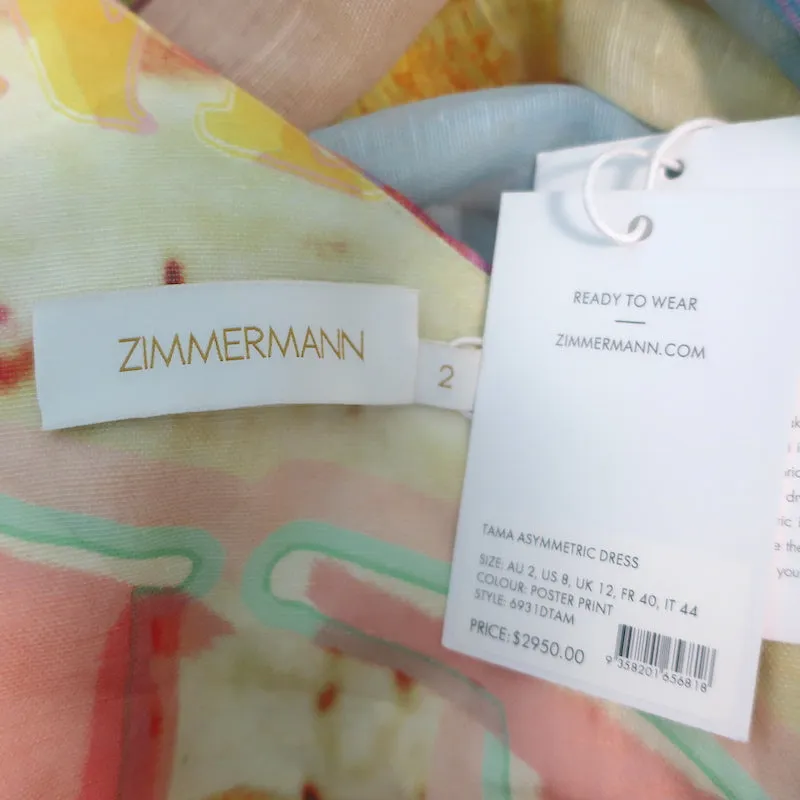 ZIMMERMANN
2
READY TO WEAR
ZIMMERMANN.COM
TAMA ASYMMETRIC DRESS
SIZE: AU 2, US 8, UK 12, FR 40, IT 44
COLOUR: POSTER PRINT
STYLE: 6931DTAM
PRICE: $2950.00
9 358201 656818